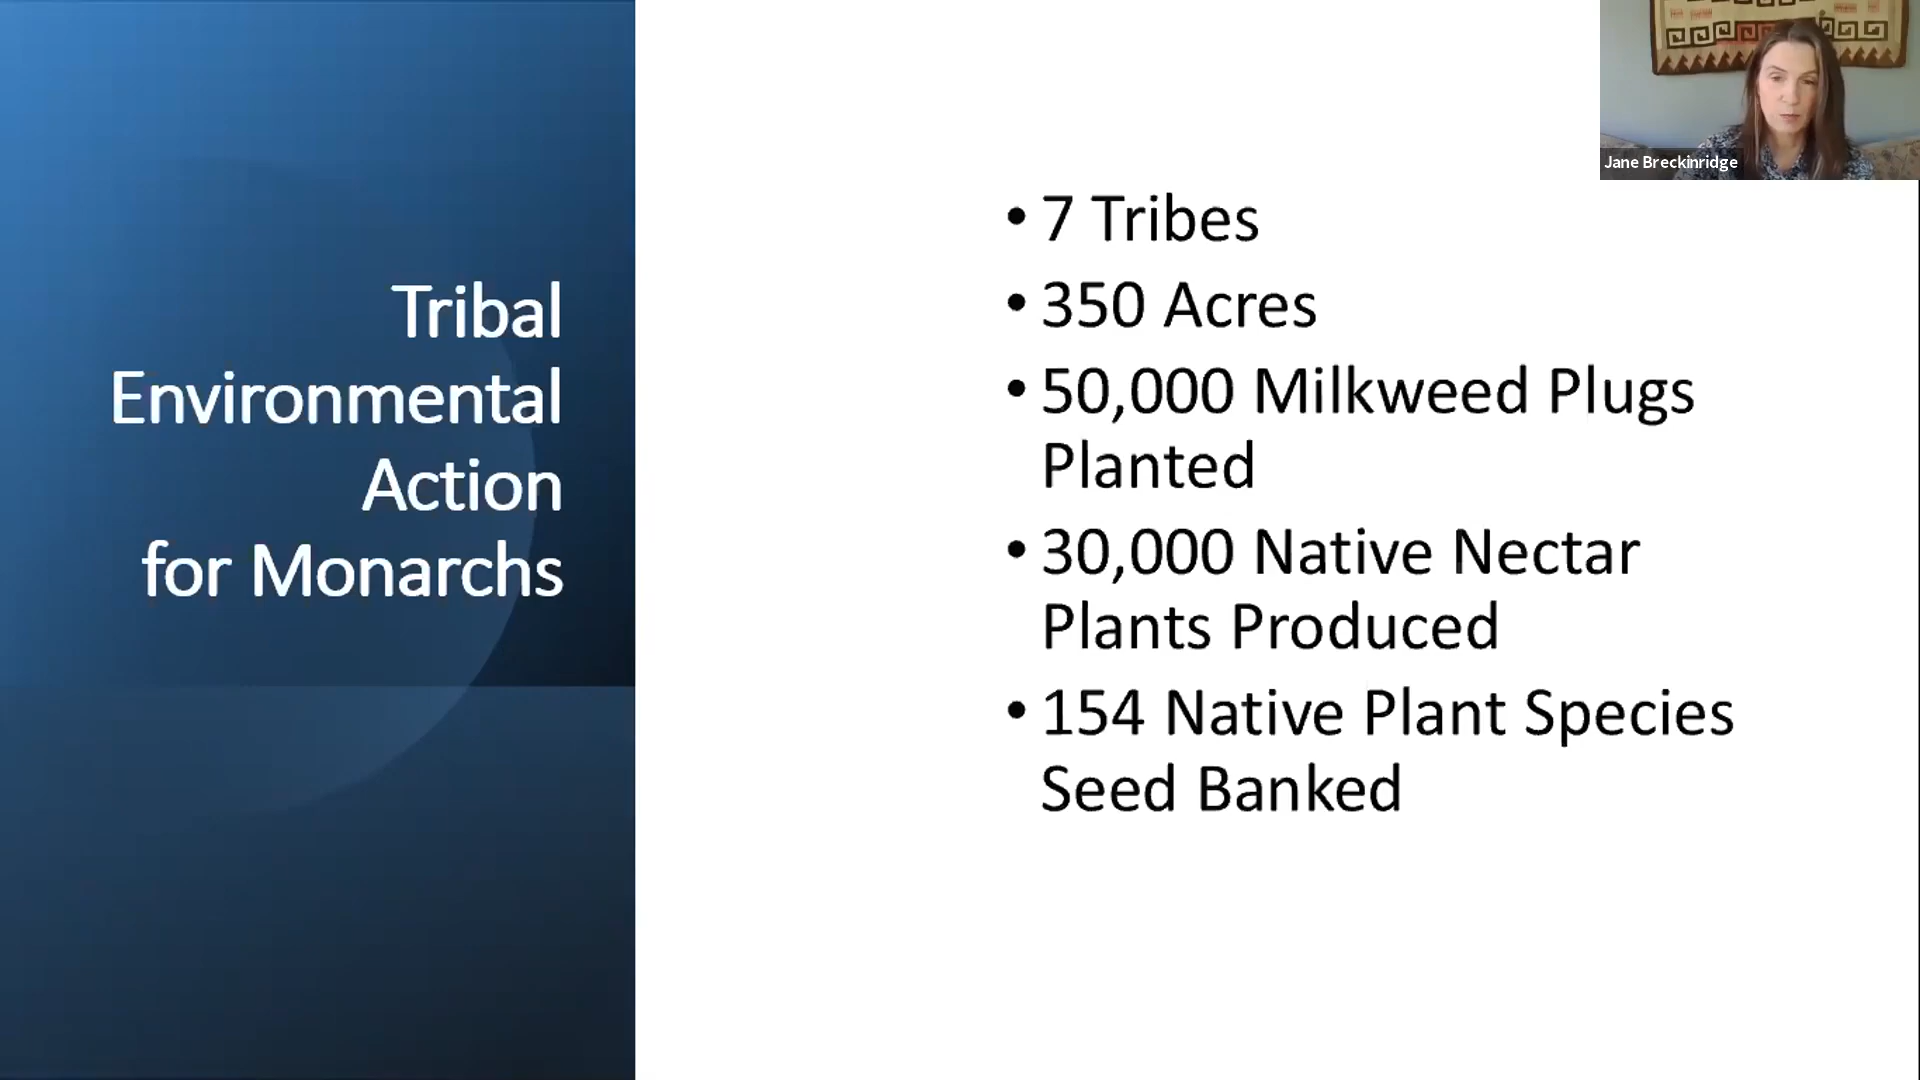 Tribal
Environmental
Action
for Monarchs
• 7 Tribes
• 350 Acres
• 50,000 Milkweed Plugs
Planted
• 30,000 Native Nectar
Plants Produced
• 154 Native Plant Species
Seed Banked
Jane Breckinridge